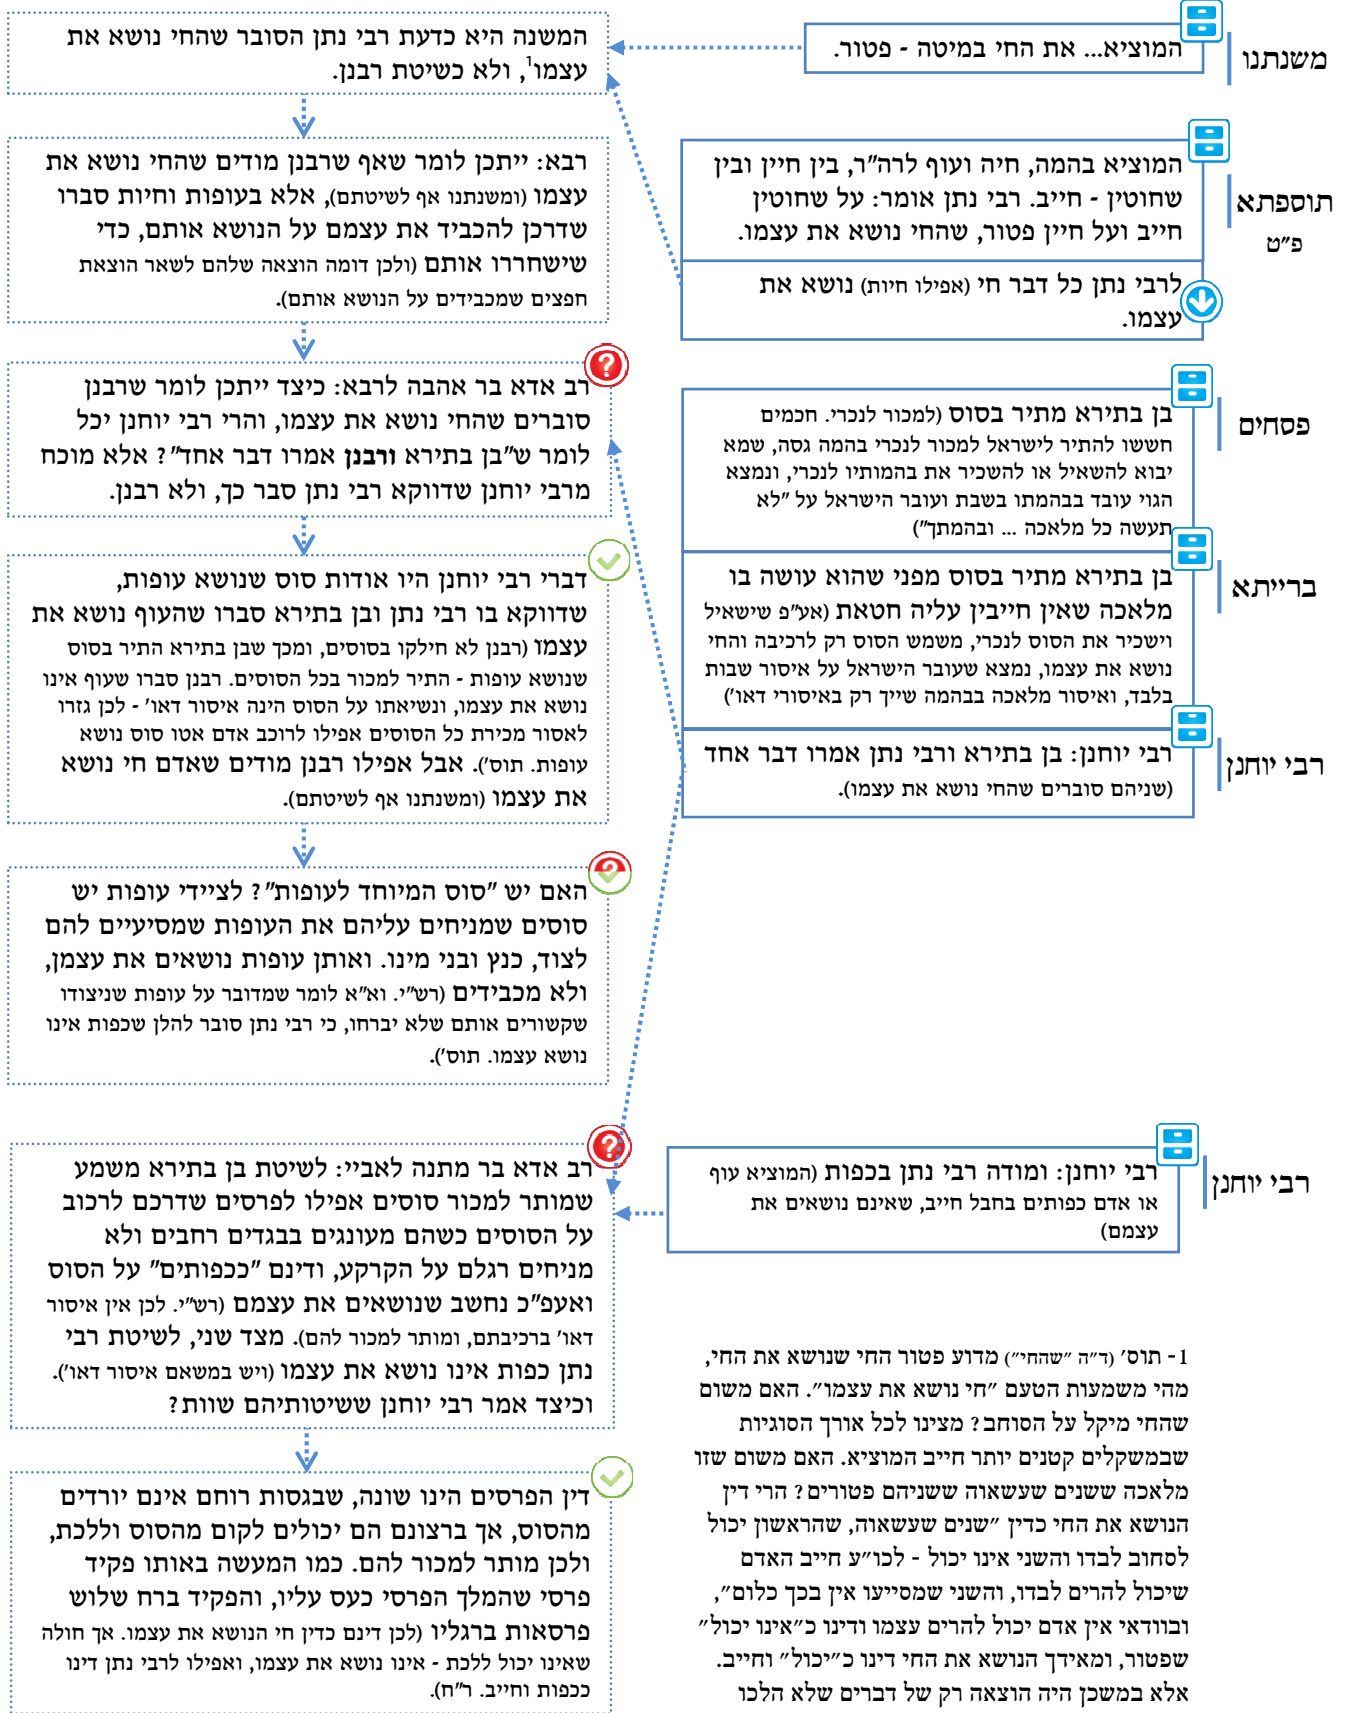 משנתנו
המוציא... את החי במיטה - פטור.
המשנה היא כדעת רבי נתן הסובר שהחי נושא את
עצמו1, ולא כשיטת רבנן.
תוספתא
פ״ט
המוציא בהמה, חיה ועוף לרה״ר, בין חיין ובין
שחוטין - חייב. רבי נתן אומר: על שחוטין
חייב ועל חיין פטור, שהחי נושא את עצמו.
לרבי נתן כל דבר חי (אפילו חיות) נושא את
עצמו.
רבא: ייתכן לומר שאף שרבנן מודים שהחי נושא את
עצמו (ומשנתנו אף לשיטתם), אלא בעופות וחיות סברו
שדרכן להכביד את עצמם על הנושא אותם, כדי
שישחררו אותם (ולכן דומה הוצאה שלהם לשאר הוצאת
חפצים שמכבידים על הנושא אותם).
פסחים
בן בתירא מתיר בסוס (למכור לנכרי. חכמים
חששו להתיר לישראל למכור לנכרי בהמה גסה, שמא
יבוא להשאיל או להשכיר את בהמותיו לנכרי, ונמצא
הגוי עובד בבהמתו בשבת ועובר הישראל על ״לא
תעשה כל מלאכה ... ובהמתך״)
ברייתא
בן בתירא מתיר בסוס מפני שהוא עושה בו
מלאכה שאין חייבין עליה חטאת (אע״פ שישאיל
וישכיר את הסוס לנכרי, משמש הסוס רק לרכיבה והחי
נושא את עצמו, נמצא שעובר הישראל על איסור שבות
בלבד, ואיסור מלאכה בבהמה שייך רק באיסורי דאו׳)
רבי יוחנן
רבי יוחנן: בן בתירא ורבי נתן אמרו דבר אחד
(שניהם סוברים שהחי נושא את עצמו).
רב אדא בר אהבה לרבא: כיצד ייתכן לומר שרבנן
סוברים שהחי נושא את עצמו, והרי רבי יוחנן יכל
לומר ש״בן בתירא ורבנן אמרו דבר אחד״? אלא מוכח
מרבי יוחנן שדווקא רבי נתן סבר כך, ולא רבנן.
דברי רבי יוחנן היו אודות סוס שנושא עופות,
שדווקא בו רבי נתן ובן בתירא סברו שהעוף נושא את
עצמו (רבנן לא חילקו בסוסים, ומכך שבן בתירא התיר בסוס
שנושא עופות - התיר למכור בכל הסוסים. רבנן סברו שעוף אינו
נושא את עצמו, ונשיאתו על הסוס הינה איסור דאו׳ - לכן גזרו
לאסור מכירת כל הסוסים אפילו לרוכב אדם אטו סוס נושא
עופות. תוס׳). אבל אפילו רבנן מודים שאדם חי נושא
את עצמו (ומשנתנו אף לשיטתם).
האם יש ״סוס המיוחד לעופות״? לציידי עופות יש
סוסים שמניחים עליהם את העופות שמסיעיים להם
לצוד, כנץ ובני מינו. ואותן עופות נושאים את עצמן,
ולא מכבידים (רש״י. וא״א לומר שמדובר על עופות שניצודו
שקשורים אותם שלא יברחו, כי רבי נתן סובר להלן שכפות אינו
נושא עצמו. תוס׳).
רבי יוחנן
רבי יוחנן: ומודה רבי נתן בכפות (המוציא עוף
או אדם כפותים בחבל חייב, שאינם נושאים את
עצמם)
רב אדא בר מתנה לאביי: לשיטת בן בתירא משמע
שמותר למכור סוסים אפילו לפרסים שדרכם לרכוב
על הסוסים כשהם מעונגים בבגדים רחבים ולא
מניחים רגלם על הקרקע, ודינם ״ככפותים״ על הסוס
ואעפ״כ נחשב שנושאים את עצמם (רש״י. לכן אין איסור
דאו׳ ברכיבתם, ומותר למכור להם). מצד שני, לשיטת רבי
נתן כפות אינו נושא את עצמו (ויש במשאם איסור דאו׳).
וכיצד אמר רבי יוחנן ששיטותיהם שוות?
דין הפרסים הינו שונה, שבגסות רוחם אינם יורדים
מהסוס, אך ברצונם הם יכולים לקום מהסוס וללכת,
ולכן מותר למכור להם. כמו המעשה באותו פקיד
פרסי שהמלך הפרסי כעס עליו, והפקיד ברח שלוש
פרסאות ברגליו (לכן דינם כדין חי הנושא את עצמו. אך חולה
שאינו יכול ללכת - אינו נושא את עצמו, ואפילו לרבי נתן דינו
ככפות וחייב. ר״ח).
1- תוס׳ (ד״ה ״שהחי״) מדוע פטור החי שנושא את החי,
מהי משמעות הטעם ״חי נושא את עצמו״. האם משום
שהחי מיקל על הסוחב? מצינו לכל אורך הסוגיות
שבמשקלים קטנים יותר חייב המוציא. האם משום שזו
מלאכה ששנים שעשאוה ששניהם פטורים? הרי דין
הנושא את החי כדין ״שנים שעשאוה, שהראשון יכול
לסחוב לבדו והשני אינו יכול - לכו״ע חייב האדם
שיכול להרים לבדו, והשני שמסייעו אין בכך כלום״,
ובוודאי אין אדם יכול להרים עצמו ודינו כ״אינו יכול״
שפטור, ומאידך הנושא את החי דינו כ״יכול״ וחייב.
אלא במשכן היה הוצאה רק של דברים שלא הלכו